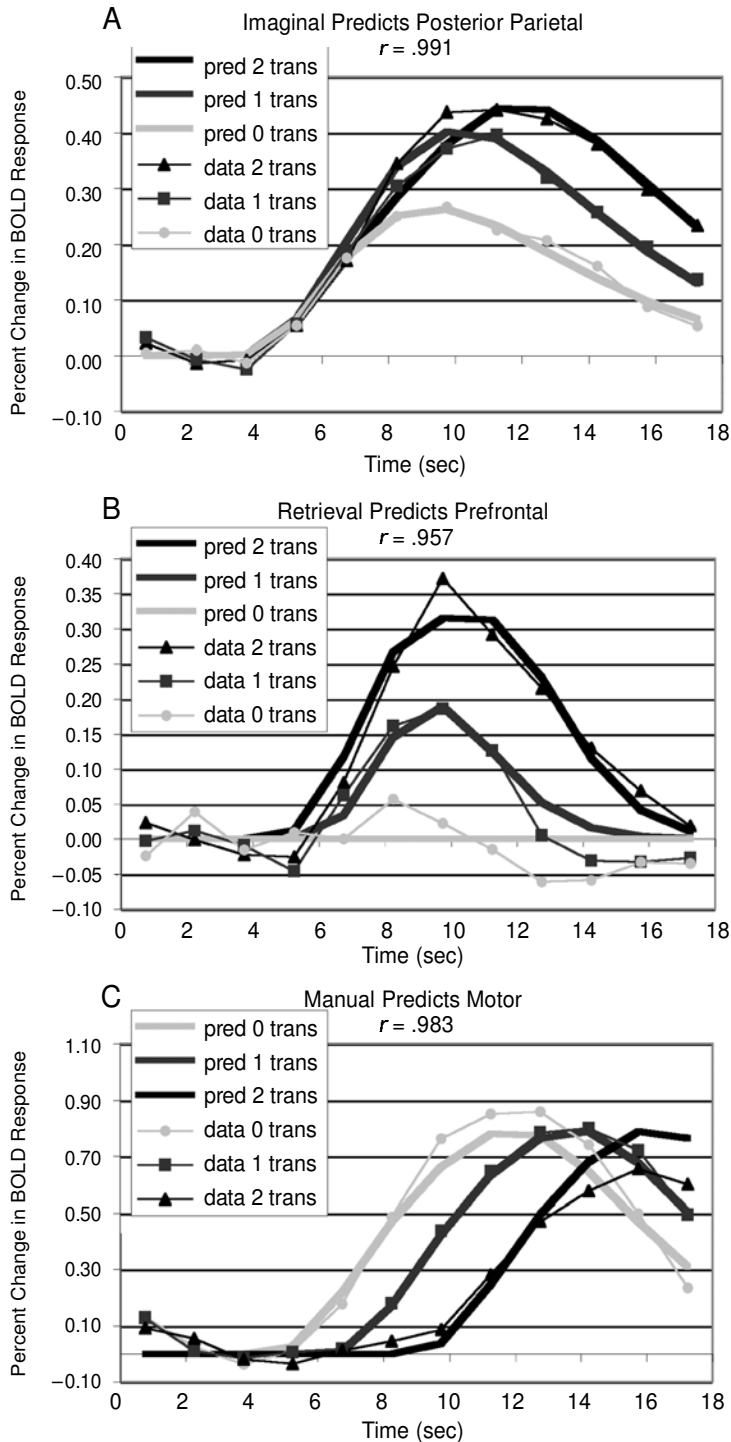 A
Imaginal Predicts Posterior Parietal
r = .991
Percent Change in BOLD Response
0.50
0.40
0.30
0.20
0.10
0.00
−0.10
pred 2 trans
pred 1 trans
pred 0 trans
data 2 trans
data 1 trans
data 0 trans
0 2 4 6 8 10 12 14 16 18
Time (sec)
B
Retrieval Predicts Prefrontal
r = .957
Percent Change in BOLD Response
0.40
0.35
0.30
0.25
0.20
0.15
0.10
0.05
0.00
−0.05
−0.10
pred 2 trans
pred 1 trans
pred 0 trans
data 2 trans
data 1 trans
data 0 trans
0 2 4 6 8 10 12 14 16 18
Time (sec)
C
Manual Predicts Motor
r = .983
Percent Change in BOLD Response
1.10
0.90
0.70
0.50
0.30
0.10
−0.10
pred 0 trans
pred 1 trans
pred 2 trans
data 0 trans
data 1 trans
data 2 trans
0 2 4 6 8 10 12 14 16 18
Time (sec)